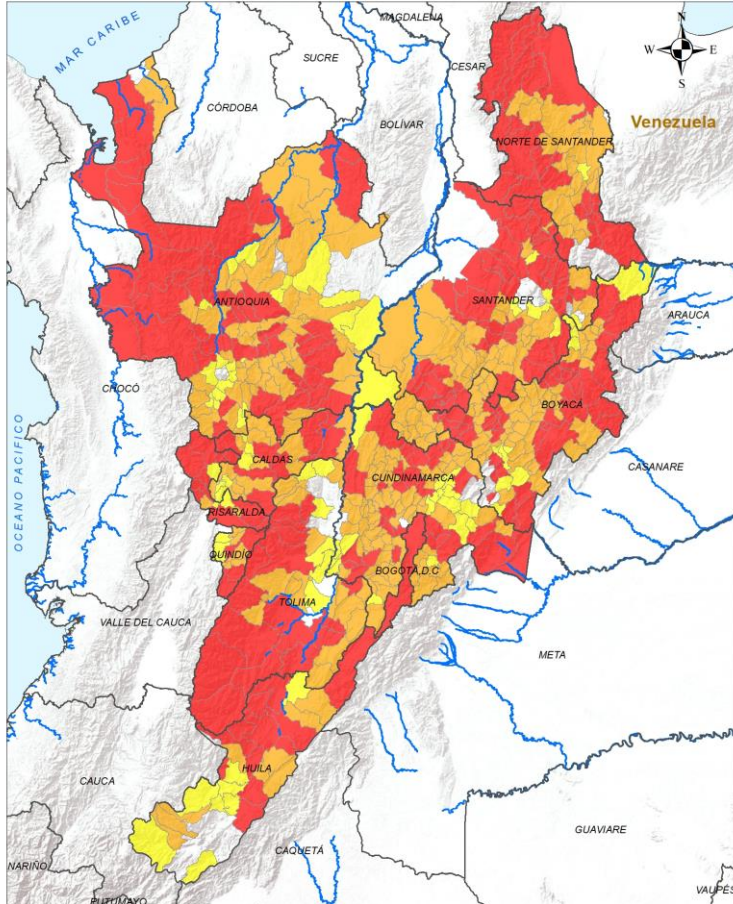 MAR CARIBE
MAGDALENA
N
W
E
S
SUCRE
CESAR
CÓRDOBA
BOLÍVAR
Venezuela
NORTE DE SANTANDER
ANTIOQUIA
SANTANDER
ARAUCA
CHOCÓ
BOYACÁ
OCEANO PACIFICO
CALDAS
CUNDINAMARCA
CASANARE
RISARALDA
QUINDÍO
BOGOTÁ,D.C
TOLIMA
VALLE DEL CAUCA
META
HUILA
CAUCA
GUAVIARE
CAQUETÁ
NARIÑO
PUTUMAYO
VAUPÉS